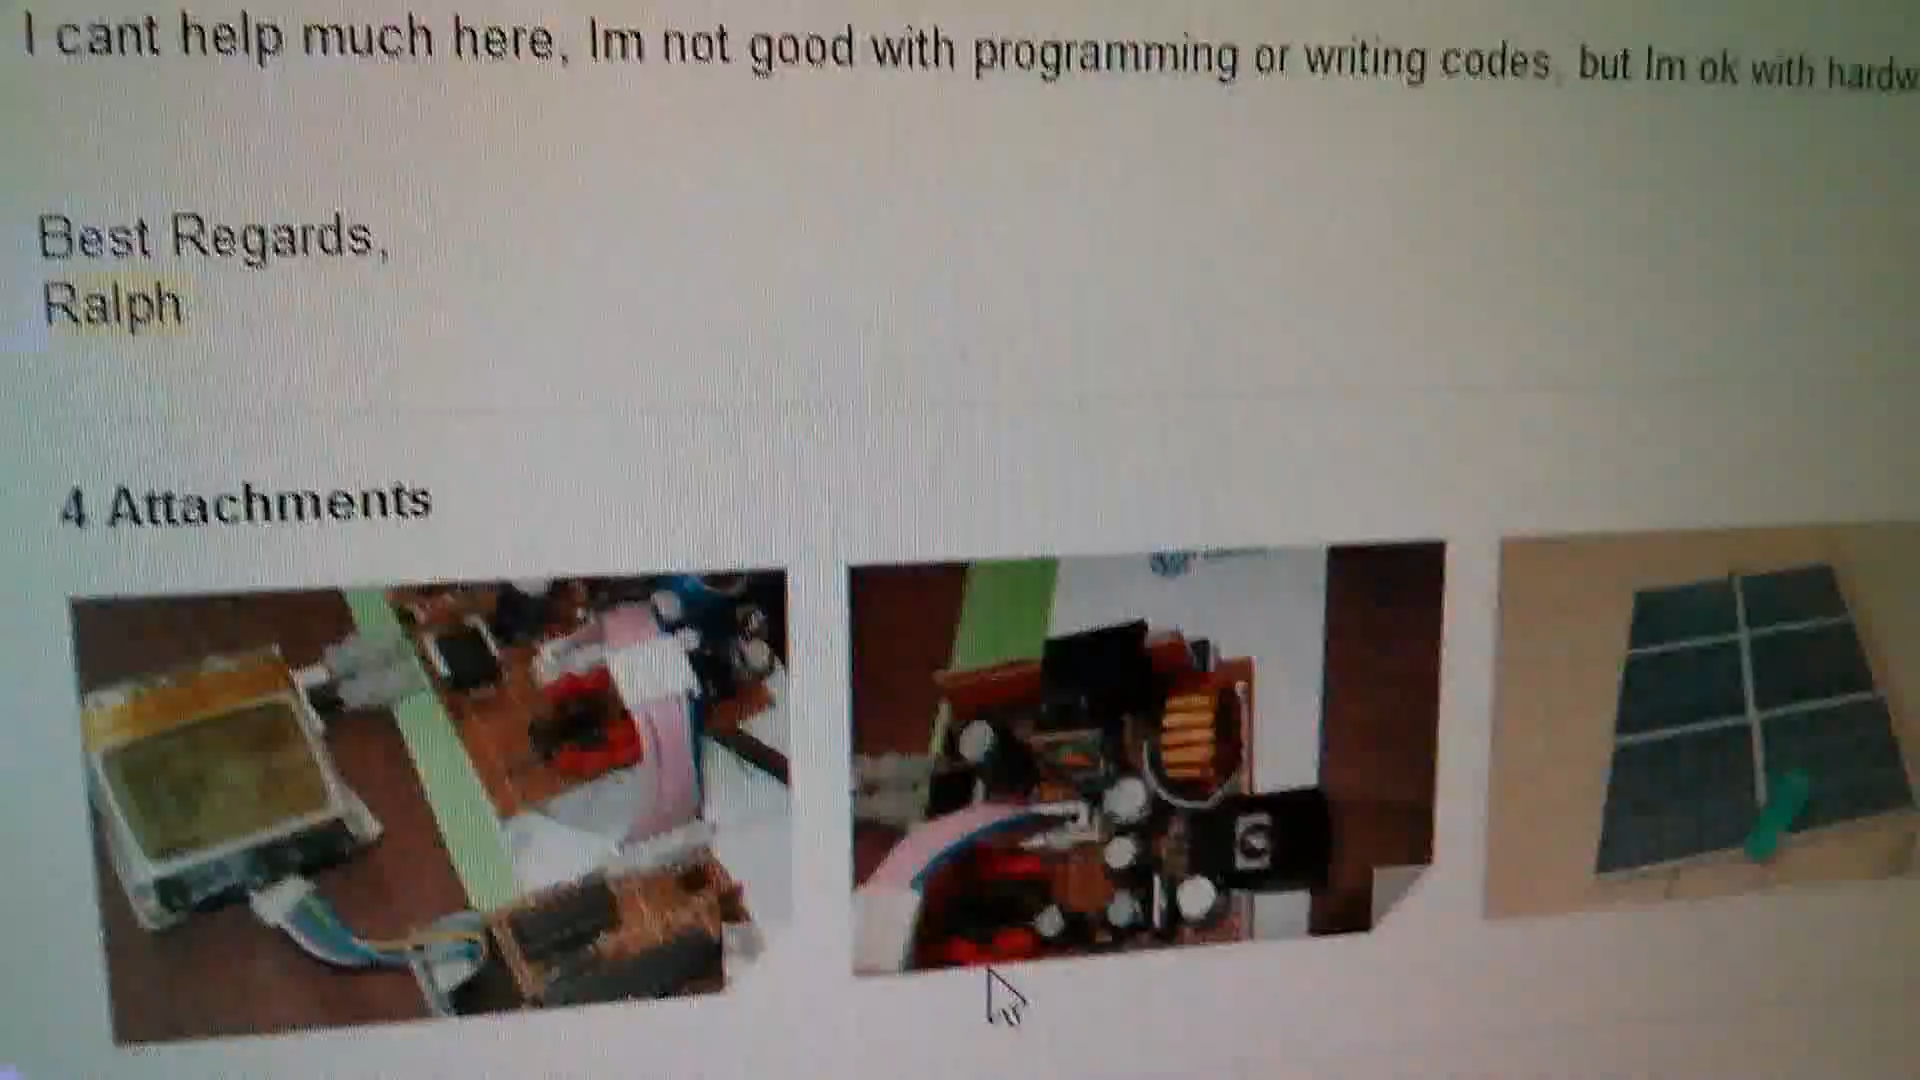 I cant help much here, Im not good with programming or writing codes, but Im ok with
Best Regards,
Ralph
4 Attachments